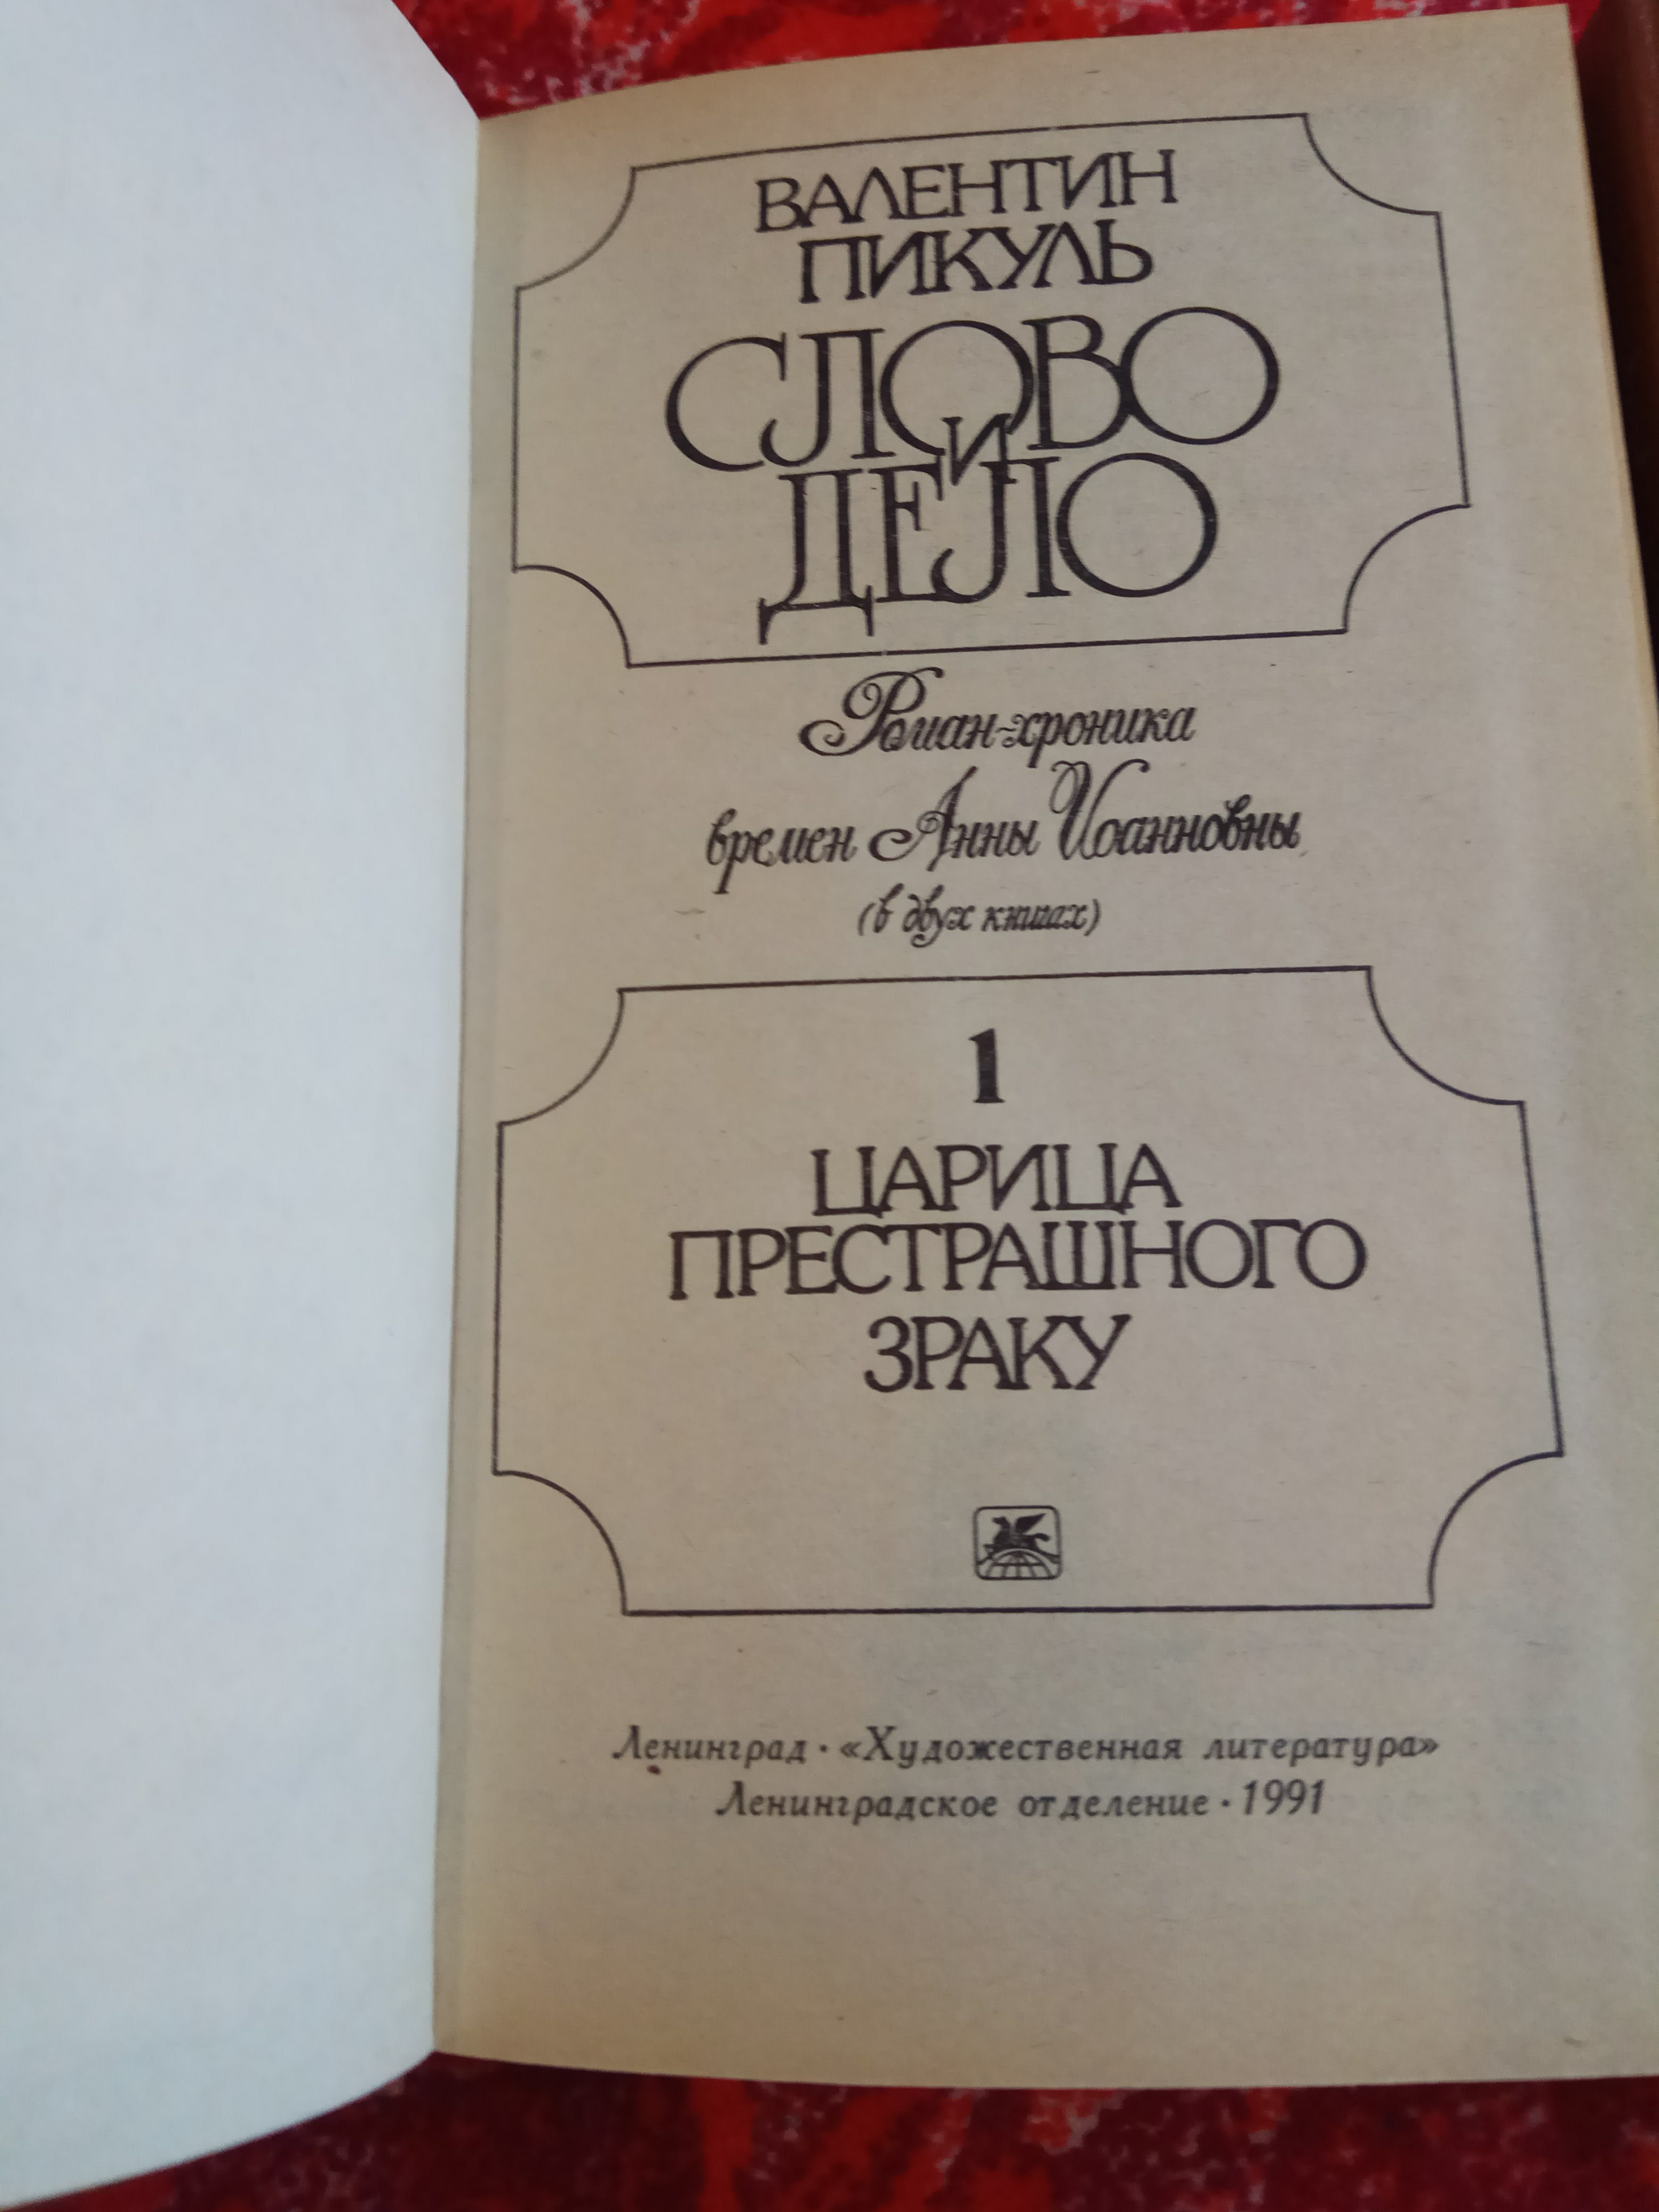 ВАЛЕНТИН
ПИКУЛЬ
СЛОВО
И
ДЕЛО
Роман-хроника
времен Анны Иоанновны
(в двух книгах)
1
ЦАРИЦА
ПРЕСТРАШНОГО
ЗРАКУ
Ленинград · «Художественная литература»
Ленинградское отделение · 1991